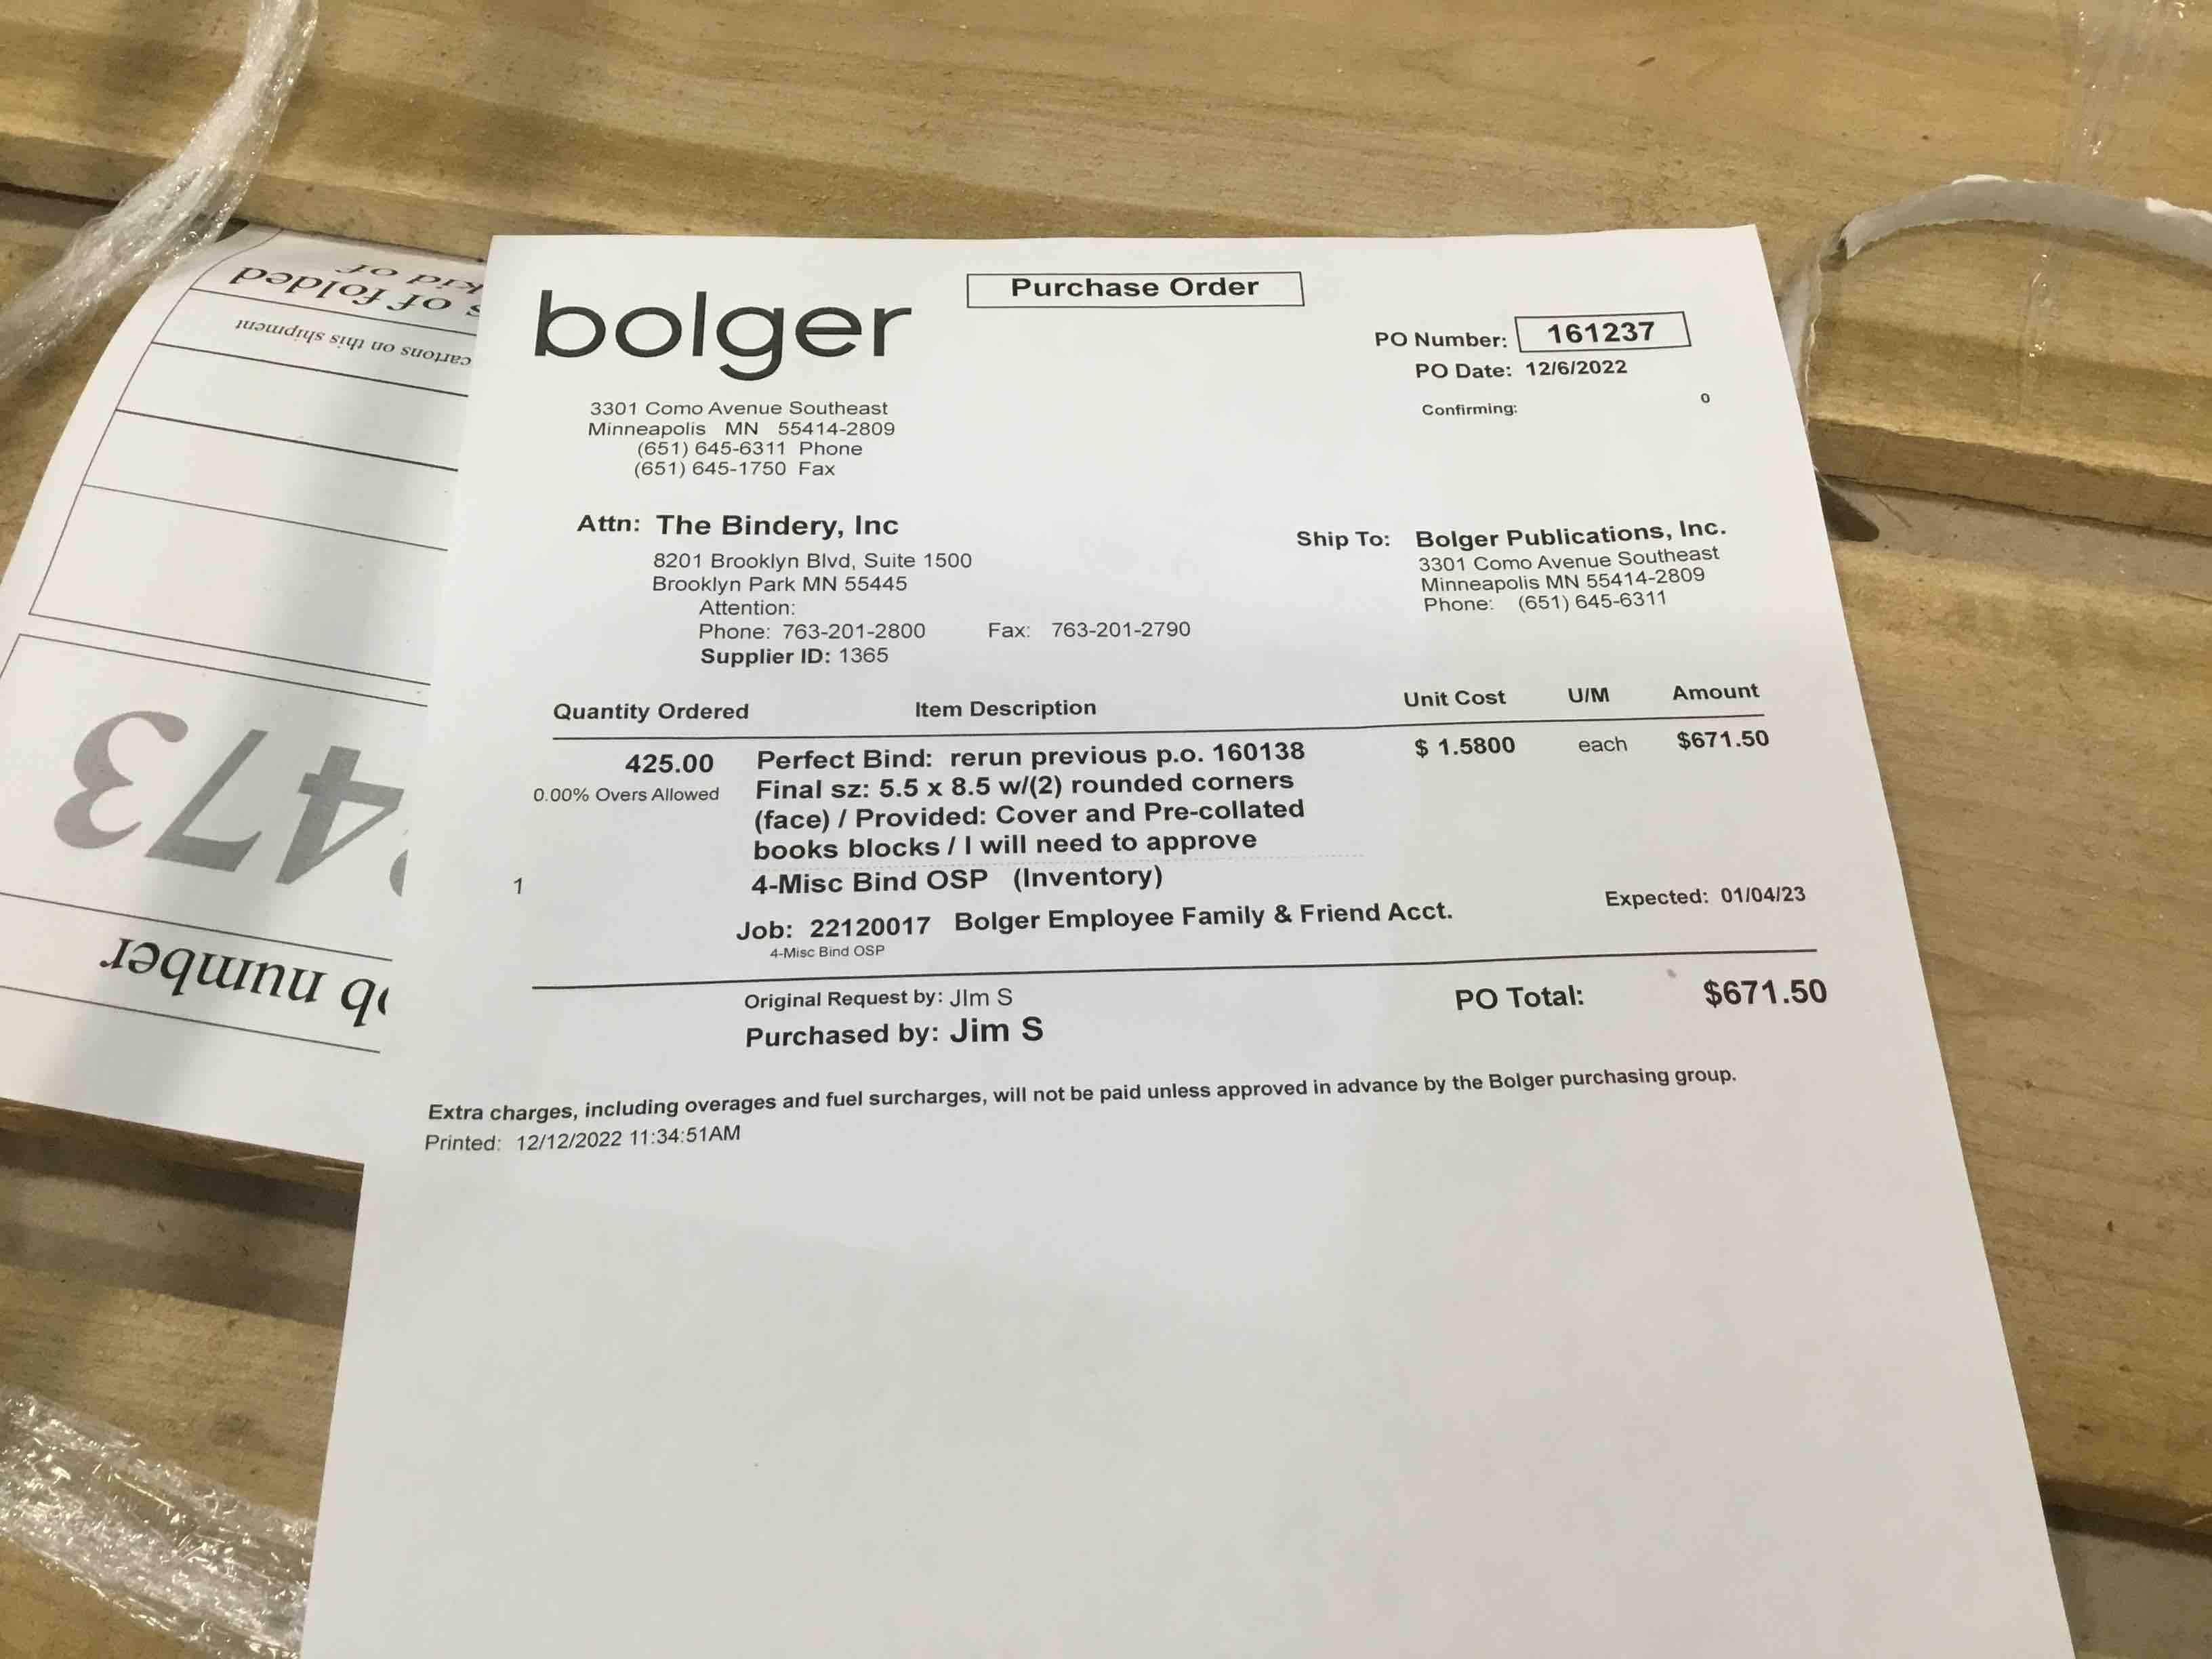 bolger
Purchase Order
PO Number: 161237
PO Date: 12/6/2022
Confirming: 0
3301 Como Avenue Southeast
Minneapolis MN 55414-2809
(651) 645-6311 Phone
(651) 645-1750 Fax
Attn: The Bindery, Inc
8201 Brooklyn Blvd, Suite 1500
Brooklyn Park MN 55445
Attention:
Phone: 763-201-2800 Fax: 763-201-2790
Supplier ID: 1365
Ship To: Bolger Publications, Inc.
3301 Como Avenue Southeast
Minneapolis MN 55414-2809
Phone: (651) 645-6311
Quantity Ordered Item Description Unit Cost U/M Amount
425.00 Perfect Bind: rerun previous p.o. 160138 $ 1.5800 each $671.50
0.00% Overs Allowed Final sz: 5.5 x 8.5 w/(2) rounded corners
(face) / Provided: Cover and Pre-collated
books blocks / I will need to approve
1 4-Misc Bind OSP (Inventory)
Job: 22120017 Bolger Employee Family & Friend Acct. Expected: 01/04/23
4-Misc Bind OSP
Original Request by: JIm S
Purchased by: Jim S
PO Total: $671.50
Extra charges, including overages and fuel surcharges, will not be paid unless approved in advance by the Bolger purchasing group.
Printed: 12/12/2022 11:34:51AM
number
473
cartons on this shipment
of folded
of